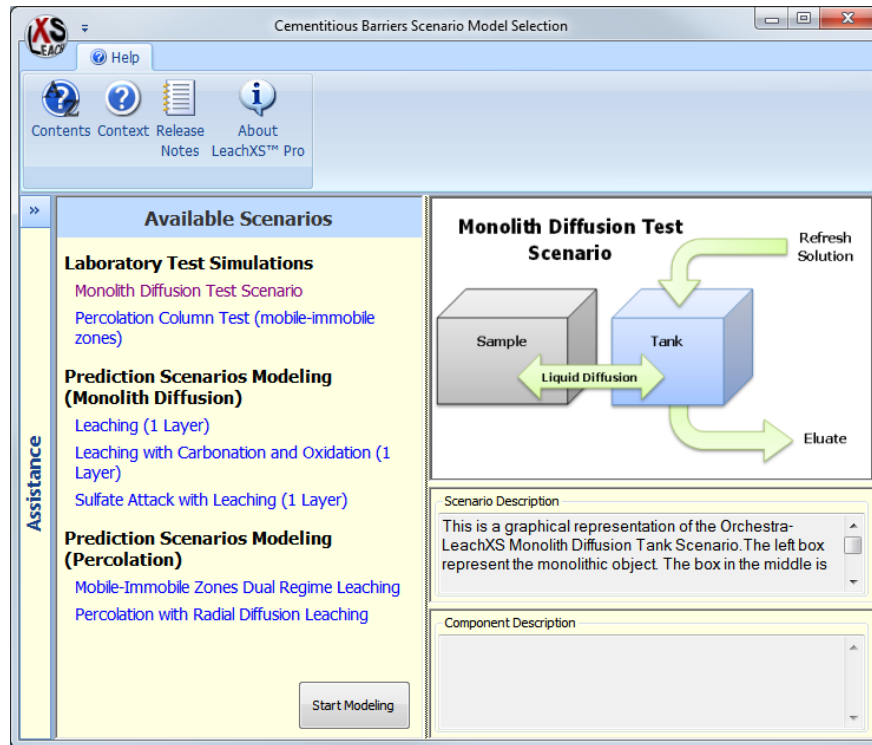 Cementitious Barriers Scenario Model Selection
XS
LEACH
Help
Contents
Context
Release
Notes
About
LeachXS™ Pro
»
Assistance
Available Scenarios
Laboratory Test Simulations
Monolith Diffusion Test Scenario
Percolation Column Test (mobile-immobile
zones)
Prediction Scenarios Modeling
(Monolith Diffusion)
Leaching (1 Layer)
Leaching with Carbonation and Oxidation (1
Layer)
Sulfate Attack with Leaching (1 Layer)
Prediction Scenarios Modeling
(Percolation)
Mobile-Immobile Zones Dual Regime Leaching
Percolation with Radial Diffusion Leaching
Start Modeling
Monolith Diffusion Test
Scenario
Refresh
Solution
Sample
Tank
Liquid Diffusion
Eluate
Scenario Description
This is a graphical representation of the Orchestra-
LeachXS Monolith Diffusion Tank Scenario.The left box
represent the monolithic object. The box in the middle is
Component Description